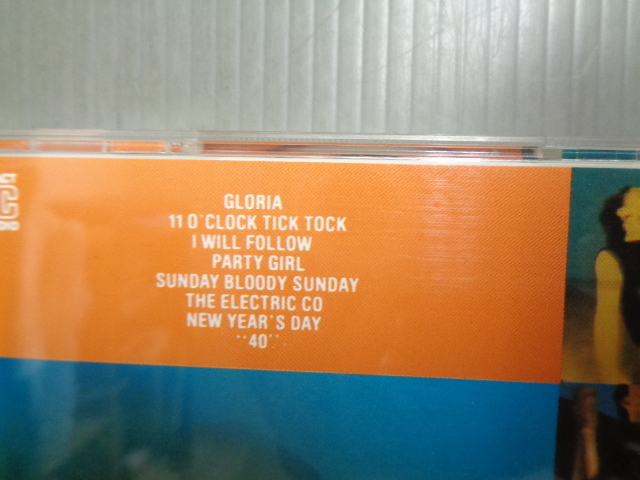 GLORIA
11 O'CLOCK TICK TOCK
I WILL FOLLOW
PARTY GIRL
SUNDAY BLOODY SUNDAY
THE ELECTRIC CO
NEW YEAR'S DAY
"40"